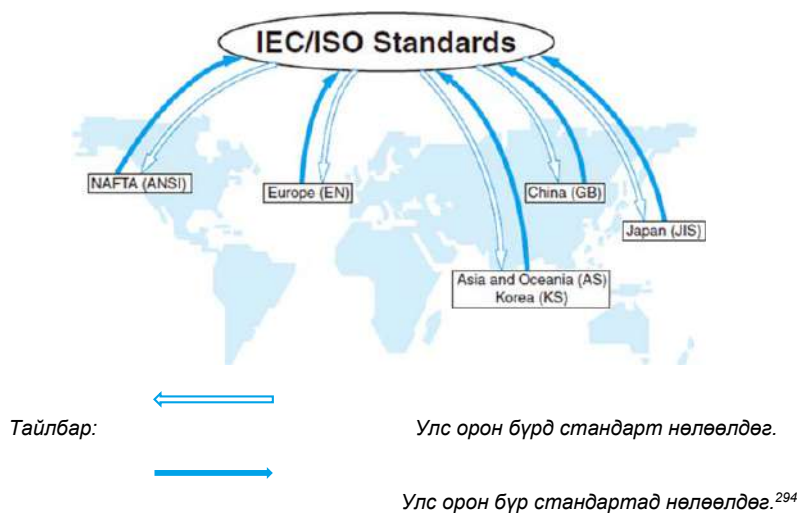 IEC/ISO Standards
NAFTA (ANSI)
Europe (EN)
China (GB)
Japan (JIS)
Asia and Oceania (AS)
Korea (KS)
Тайлбар: Улс орон бүрд стандарт нөлөөлдөг.
Улс орон бүр стандартад нөлөөлдөг.294